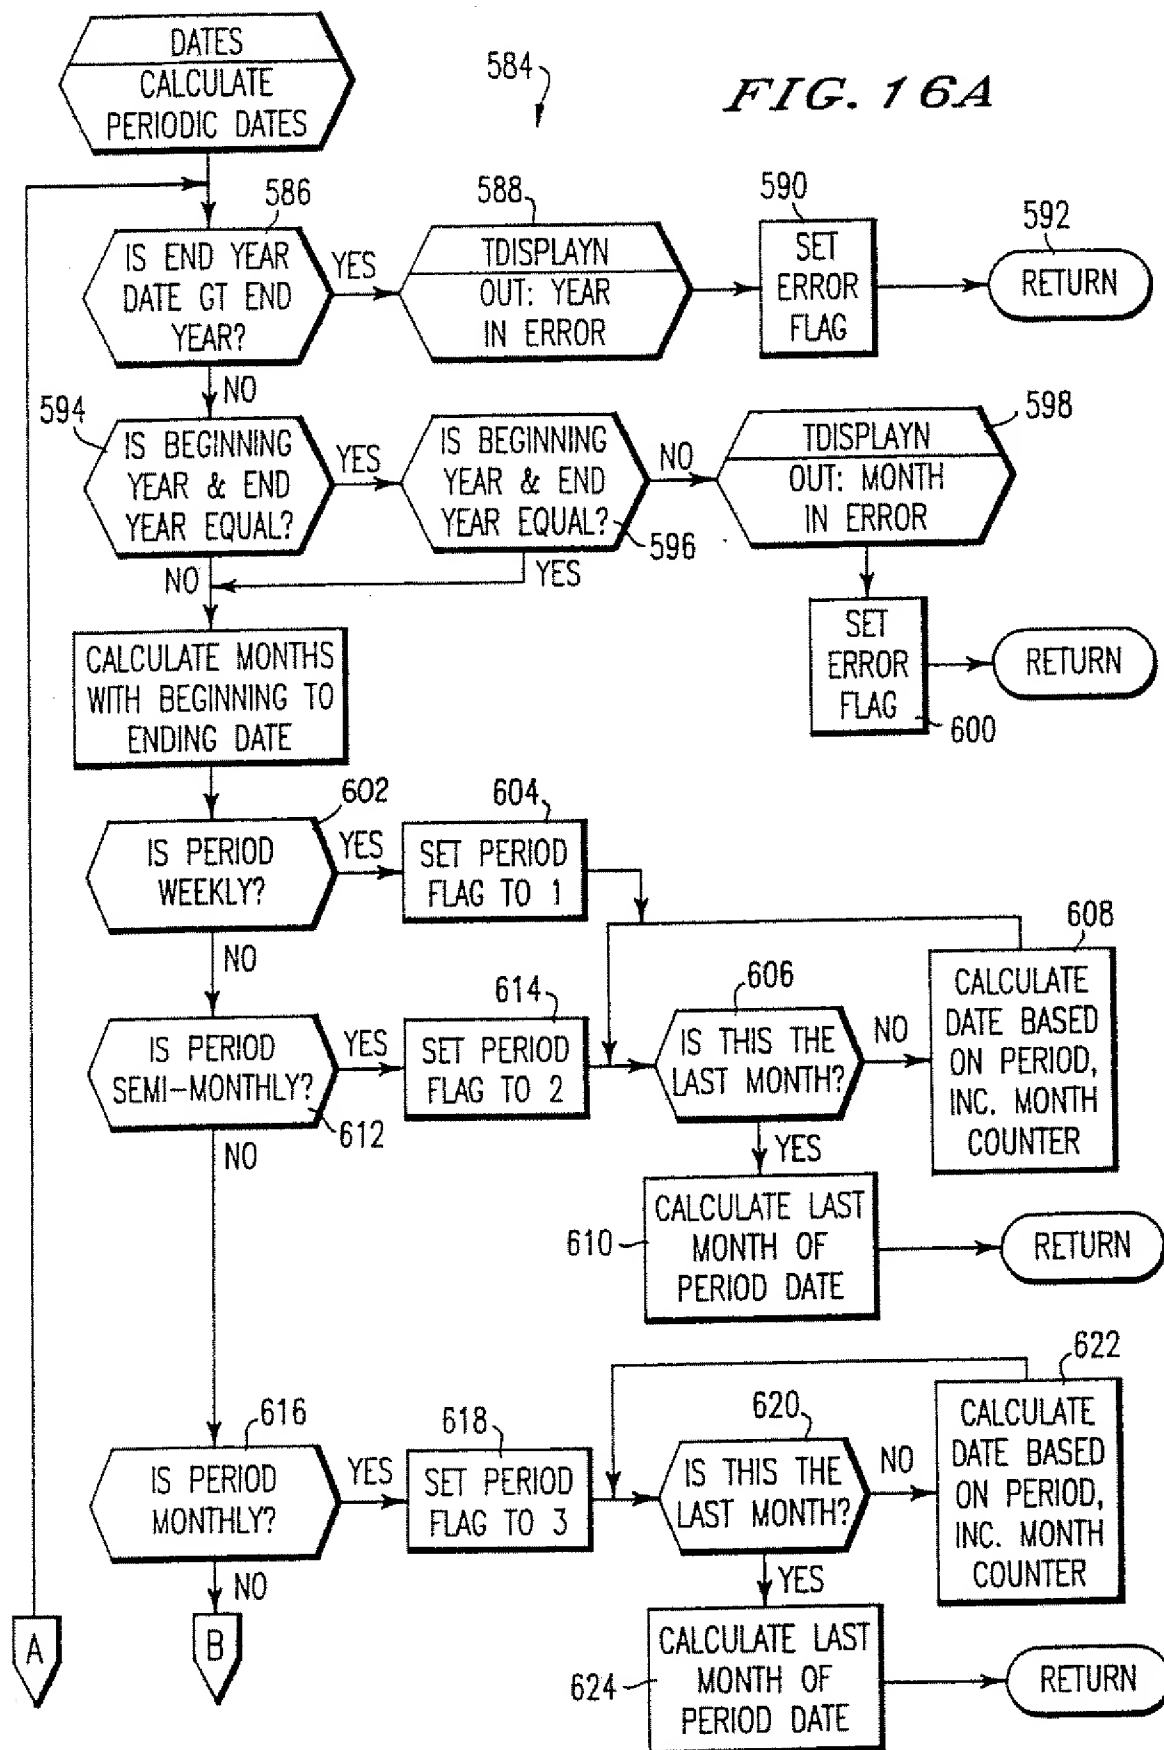 DATES
CALCULATE
PERIODIC DATES
584
FIG. 16A
586
IS END YEAR
DATE GT END
YEAR?
YES
588
TDISPLAYN
OUT: YEAR
IN ERROR
590
SET
ERROR
FLAG
592
RETURN
NO
594
IS BEGINNING
YEAR & END
YEAR EQUAL?
YES
IS BEGINNING
YEAR & END
YEAR EQUAL?
596
NO
598
TDISPLAYN
OUT: MONTH
IN ERROR
NO
YES
SET
ERROR
FLAG
600
RETURN
CALCULATE MONTHS
WITH BEGINNING TO
ENDING DATE
602
IS PERIOD
WEEKLY?
YES
604
SET PERIOD
FLAG TO 1
NO
IS PERIOD
SEMI-MONTHLY?
612
YES
614
SET PERIOD
FLAG TO 2
606
IS THIS THE
LAST MONTH?
NO
608
CALCULATE
DATE BASED
ON PERIOD,
INC. MONTH
COUNTER
NO
YES
610
CALCULATE LAST
MONTH OF
PERIOD DATE
RETURN
616
IS PERIOD
MONTHLY?
YES
618
SET PERIOD
FLAG TO 3
620
IS THIS THE
LAST MONTH?
NO
622
CALCULATE
DATE BASED
ON PERIOD,
INC. MONTH
COUNTER
NO
YES
A
B
624
CALCULATE LAST
MONTH OF
PERIOD DATE
RETURN